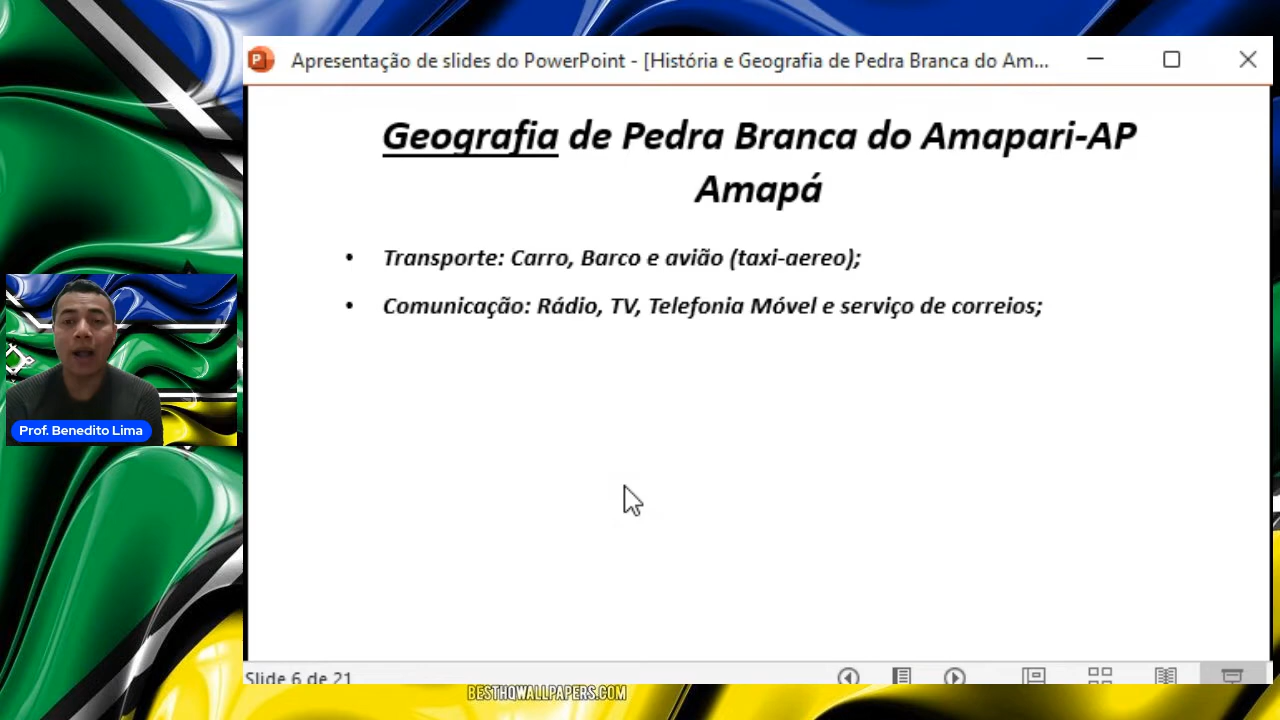 Apresentação de slides do PowerPoint - [História e Geografia de Pedra Branca do Am...
Geografia de Pedra Branca do Amapari-AP
Amapá
• Transporte: Carro, Barco e avião (taxi-aereo);
• Comunicação: Rádio, TV, Telefonia Móvel e serviço de correios;
Prof. Benedito Lima
Slide 6 de 21
BESTHQWALLPAPERS.COM